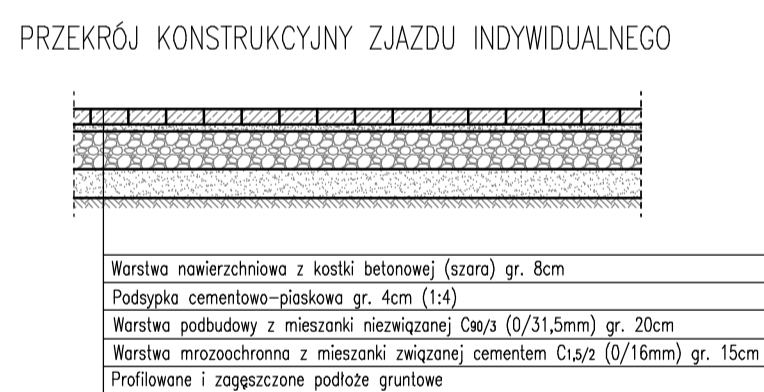 PRZEKRÓJ KONSTRUKCYJNY ZJAZDU INDYWIDUALNEGO
Warstwa nawierzchniowa z kostki betonowej (szara) gr. 8cm
Podsypka cementowo-piaskowa gr. 4cm (1:4)
Warstwa podbudowy z mieszanki niezwiązanej C90/3 (0/31,5mm) gr. 20cm
Warstwa mrozoochronna z mieszanki związanej cementem C1,5/2 (0/16mm) gr. 15cm
Profilowane i zagęszczone podłoże gruntowe